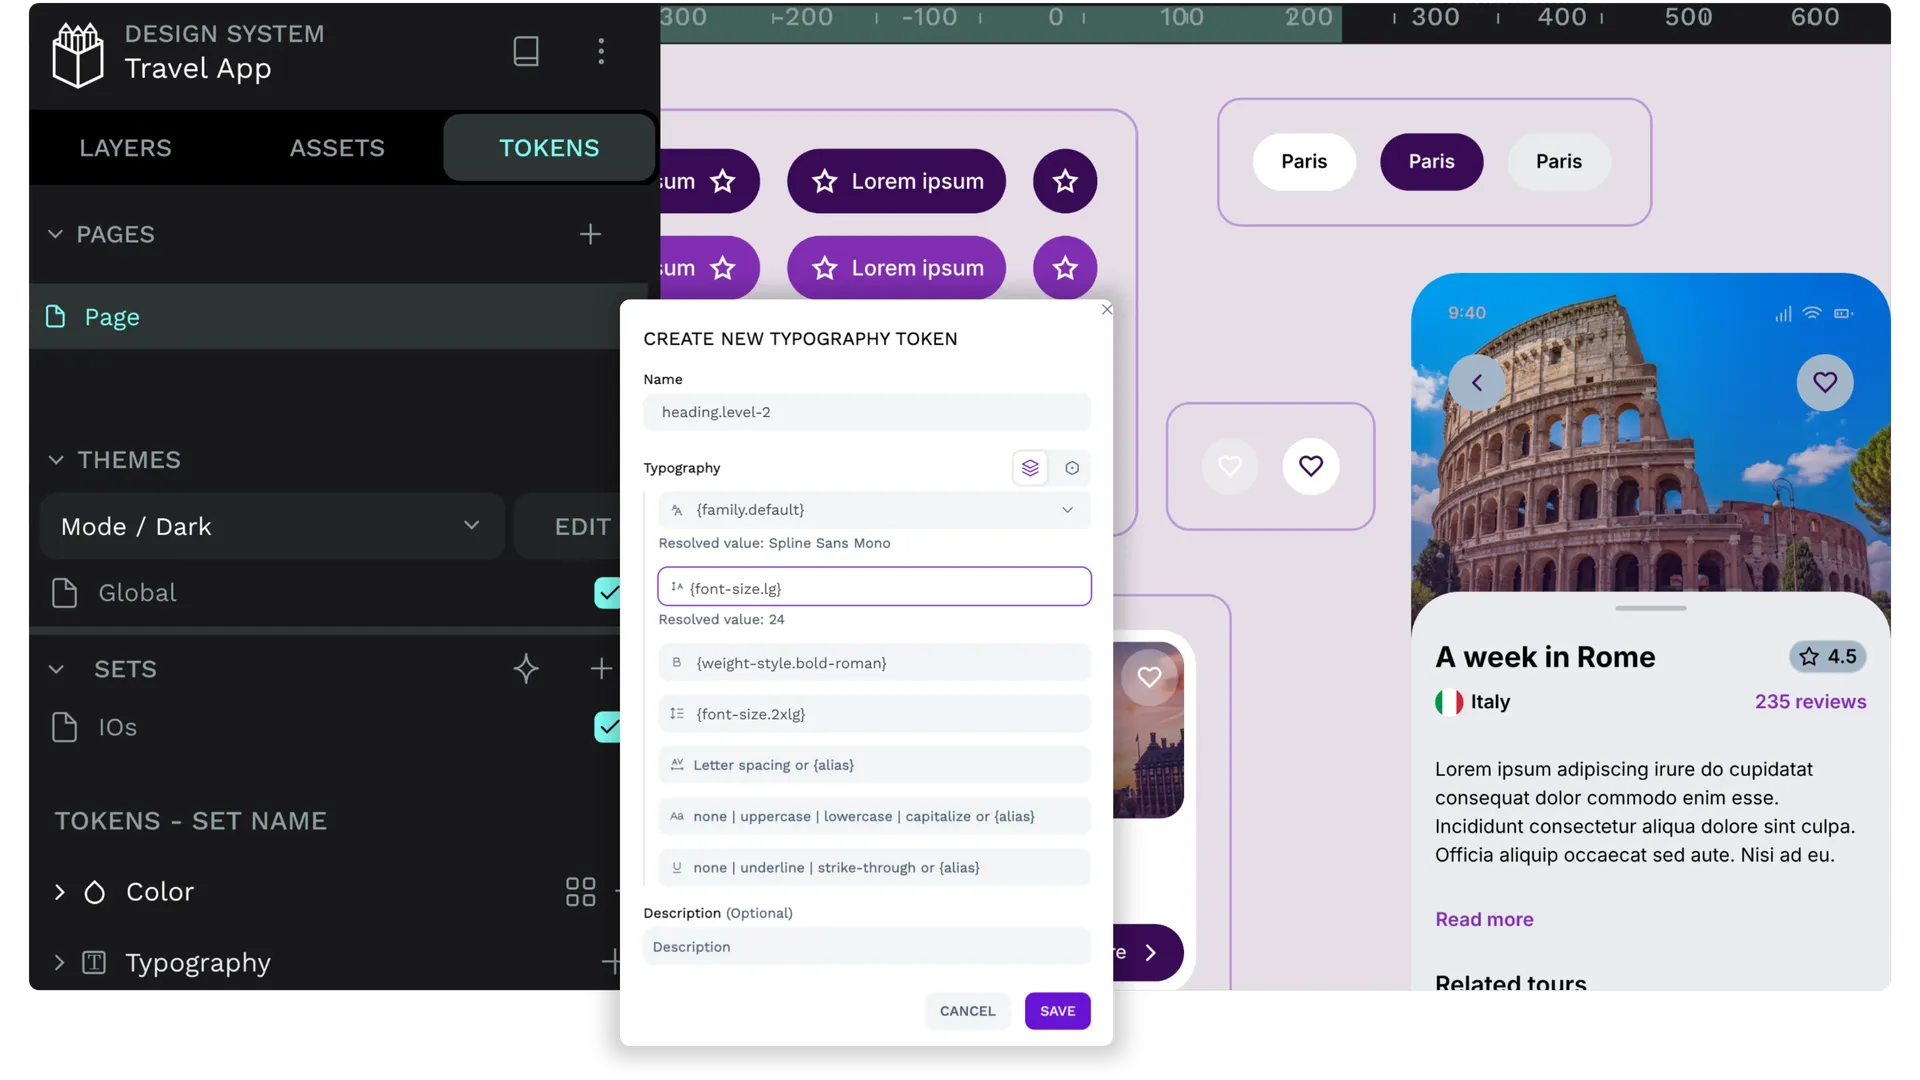 DESIGN SYSTEM
Travel App
LAYERS
ASSETS
TOKENS
PAGES
Page
THEMES
Mode / Dark
EDIT
Global
SETS
IOs
TOKENS - SET NAME
Color
Typography
300
-200
-100
0
100
200
300
400
500
600
sum
Lorem ipsum
sum
Lorem ipsum
Paris
Paris
Paris
CREATE NEW TYPOGRAPHY TOKEN
Name
heading.level-2
Typography
{family.default}
Resolved value: Spline Sans Mono
{font-size.lg}
Resolved value: 24
B {weight-style.bold-roman}
{font-size.2xlg}
AV Letter spacing or {alias}
Aa none | uppercase | lowercase | capitalize or {alias}
U none | underline | strike-through or {alias}
Description (Optional)
Description
CANCEL
SAVE
re
9:40
A week in Rome
4.5
Italy
235 reviews
Lorem ipsum adipiscing irure do cupidatat
consequat dolor commodo enim esse.
Incididunt consectetur aliqua dolore sint culpa.
Officia aliquip occaecat sed aute. Nisi ad eu.
Read more
Related tours